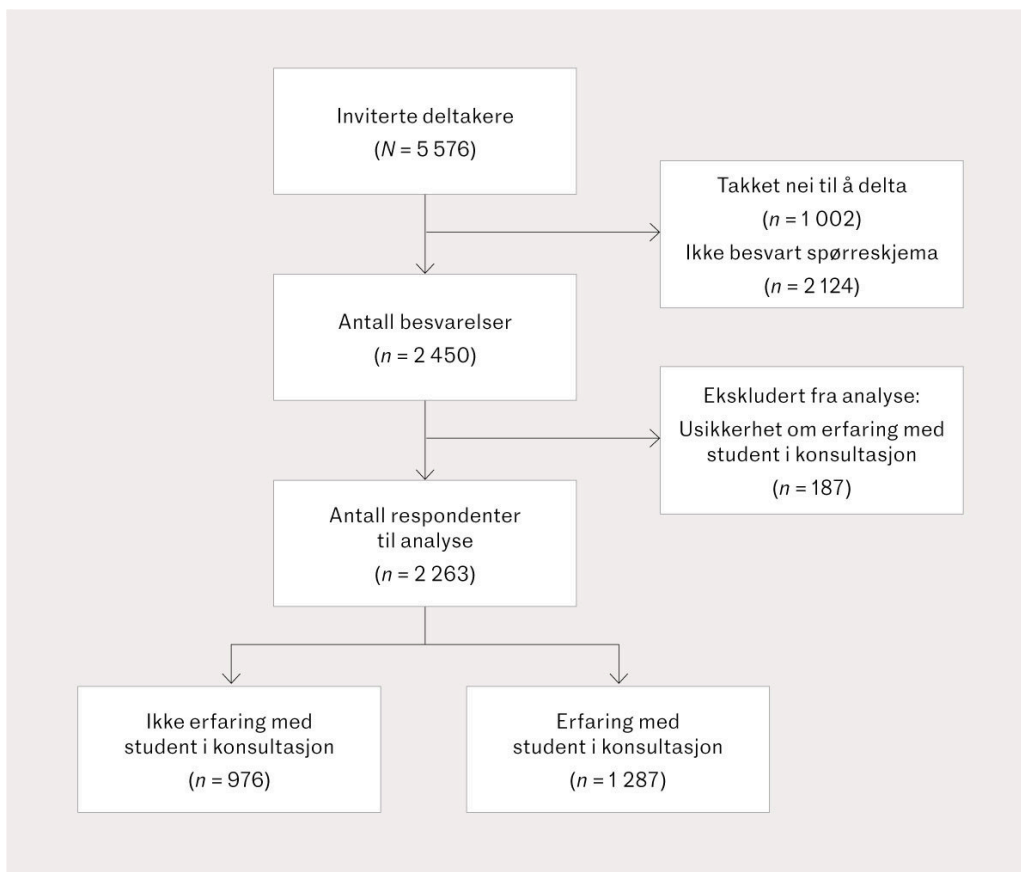 Inviterte deltakere
(N = 5 576)
Takket nei til å delta
(n = 1 002)
Ikke besvart spørreskjema
(n = 2 124)
Antall besvarelser
(n = 2 450)
Ekskludert fra analyse:
Usikkerhet om erfaring med
student i konsultasjon
(n = 187)
Antall respondenter
til analyse
(n = 2 263)
Ikke erfaring med
student i konsultasjon
(n = 976)
Erfaring med
student i konsultasjon
(n = 1 287)